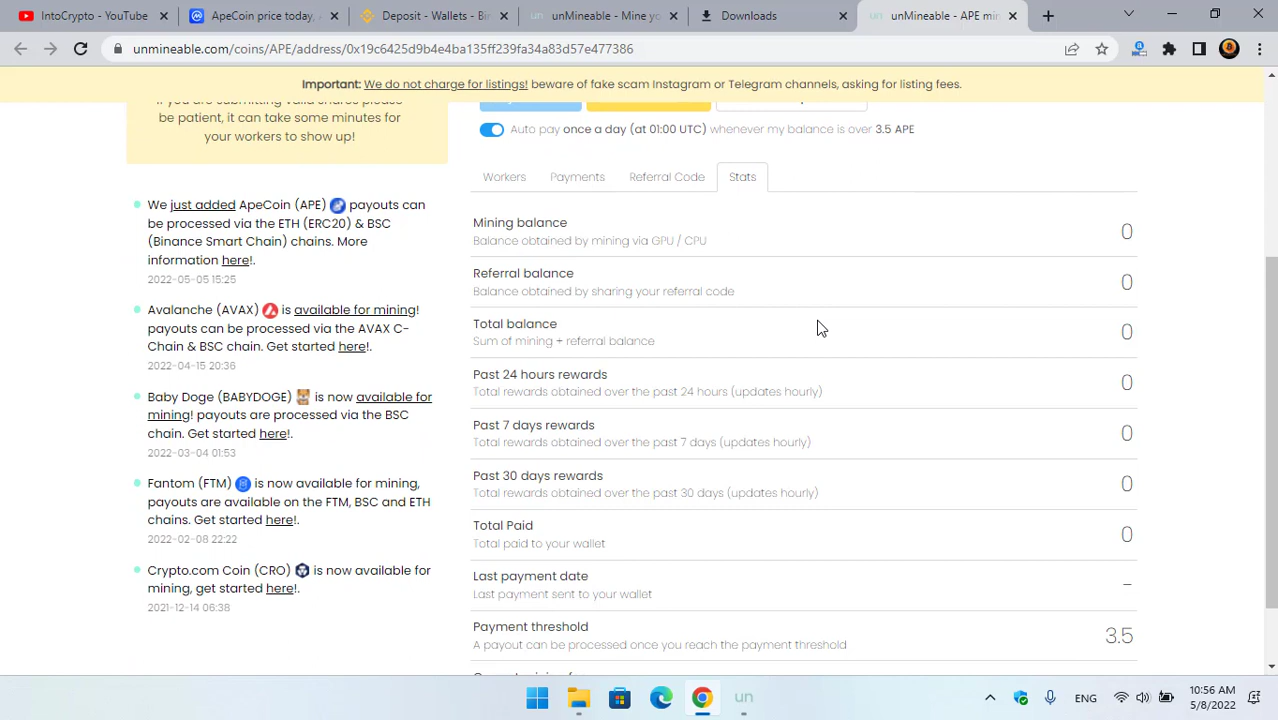 IntoCrypto - YouTube
ApeCoin price today,
Deposit - Wallets - Bi
unMineable - Mine yo
Downloads
unMineable - APE min
unmineable.com/coins/APE/address/0x19c6425d9b4e4ba135ff239fa34a83d57e477386
Important: We do not charge for listings! beware of fake scam Instagram or Telegram channels, asking for listing fees.
If you are submitting valid shares please
be patient, it can take some minutes for
your workers to show up!
We just added ApeCoin (APE) payouts can
be processed via the ETH (ERC20) & BSC
(Binance Smart Chain) chains. More
information here!.
2022-05-05 15:25
Avalanche (AVAX) is available for mining!
payouts can be processed via the AVAX C-
Chain & BSC chain. Get started here!.
2022-04-15 20:36
Baby Doge (BABYDOGE) is now available for
mining! payouts are processed via the BSC
chain. Get started here!.
2022-03-04 01:53
Fantom (FTM) is now available for mining,
payouts are available on the FTM, BSC and ETH
chains. Get started here!.
2022-02-08 22:22
Crypto.com Coin (CRO) is now available for
mining, get started here!.
2021-12-14 06:38
Auto pay once a day (at 01:00 UTC) whenever my balance is over 3.5 APE
Workers Payments Referral Code Stats
Mining balance
Balance obtained by mining via GPU / CPU
0
Referral balance
Balance obtained by sharing your referral code
0
Total balance
Sum of mining + referral balance
0
Past 24 hours rewards
Total rewards obtained over the past 24 hours (updates hourly)
0
Past 7 days rewards
Total rewards obtained over the past 7 days (updates hourly)
0
Past 30 days rewards
Total rewards obtained over the past 30 days (updates hourly)
0
Total Paid
Total paid to your wallet
0
Last payment date
Last payment sent to your wallet
-
Payment threshold
A payout can be processed once you reach the payment threshold
3.5
un
ENG
10:56 AM
5/8/2022